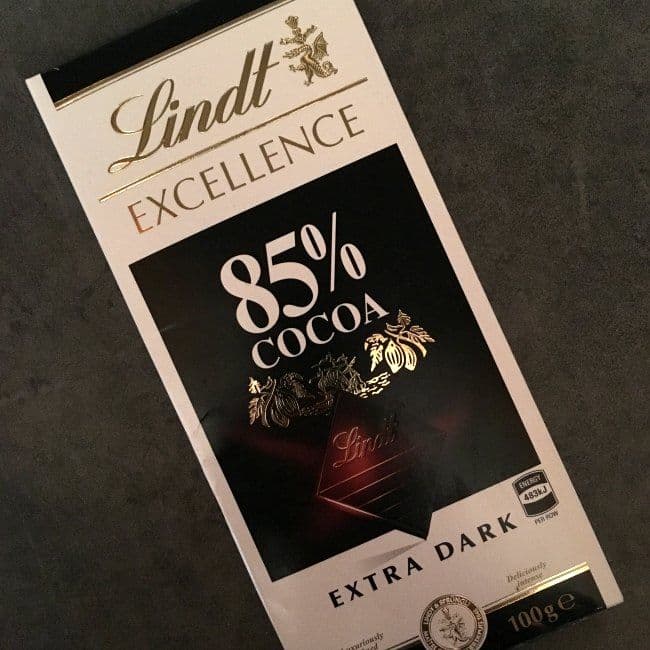 Lindt
EXCELLENCE
85%
COCOA
Lindt
ENERGY
483kJ
PER ROW
EXTRA DARK
Deliciously
intense
100g e